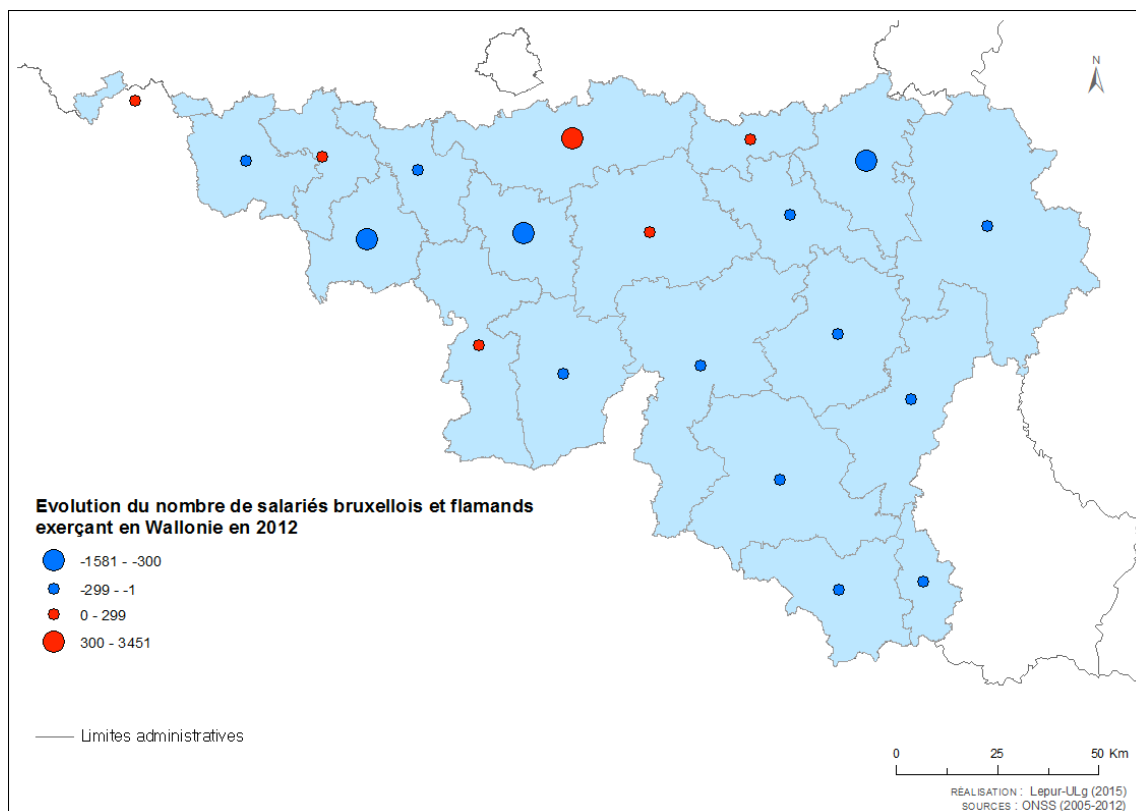 N
Evolution du nombre de salariés bruxellois et flamands
exerçant en Wallonie en 2012
-1581 - -300
-299 - -1
0 - 299
300 - 3451
Limites administratives
0 25 50 Km
RÉALISATION : Lepur-ULg (2015)
SOURCES : ONSS (2005-2012)